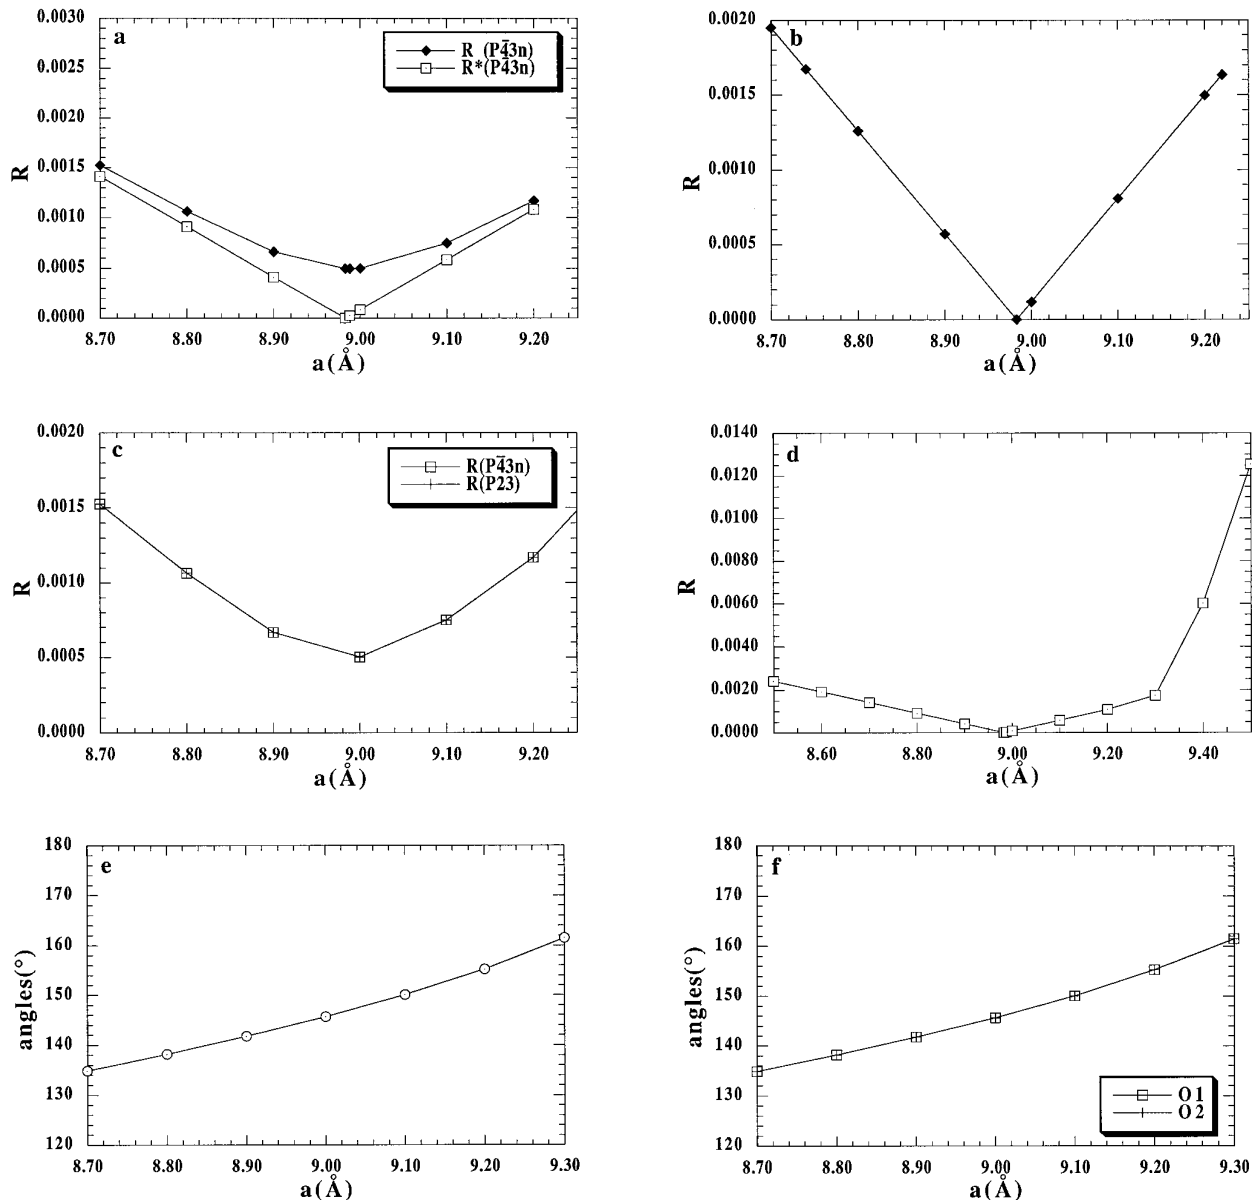 a
0.0030
0.0025
0.0020
0.0015
0.0010
0.0005
0.0000
R
R (P4̄3n)
R*(P4̄3n)
8.70 8.80 8.90 9.00 9.10 9.20
a(Å)
b
0.0020
0.0015
0.0010
0.0005
0.0000
R
8.70 8.80 8.90 9.00 9.10 9.20
a(Å)
c
0.0020
0.0015
0.0010
0.0005
0.0000
R
R(P4̄3n)
R(P23)
8.70 8.80 8.90 9.00 9.10 9.20
a(Å)
d
0.0140
0.0120
0.0100
0.0080
0.0060
0.0040
0.0020
0.0000
R
8.60 8.80 9.00 9.20 9.40
a(Å)
e
180
170
160
150
140
130
120
angles(°)
8.70 8.80 8.90 9.00 9.10 9.20 9.30
a(Å)
f
180
170
160
150
140
130
120
angles(°)
O1
O2
8.70 8.80 8.90 9.00 9.10 9.20 9.30
a(Å)